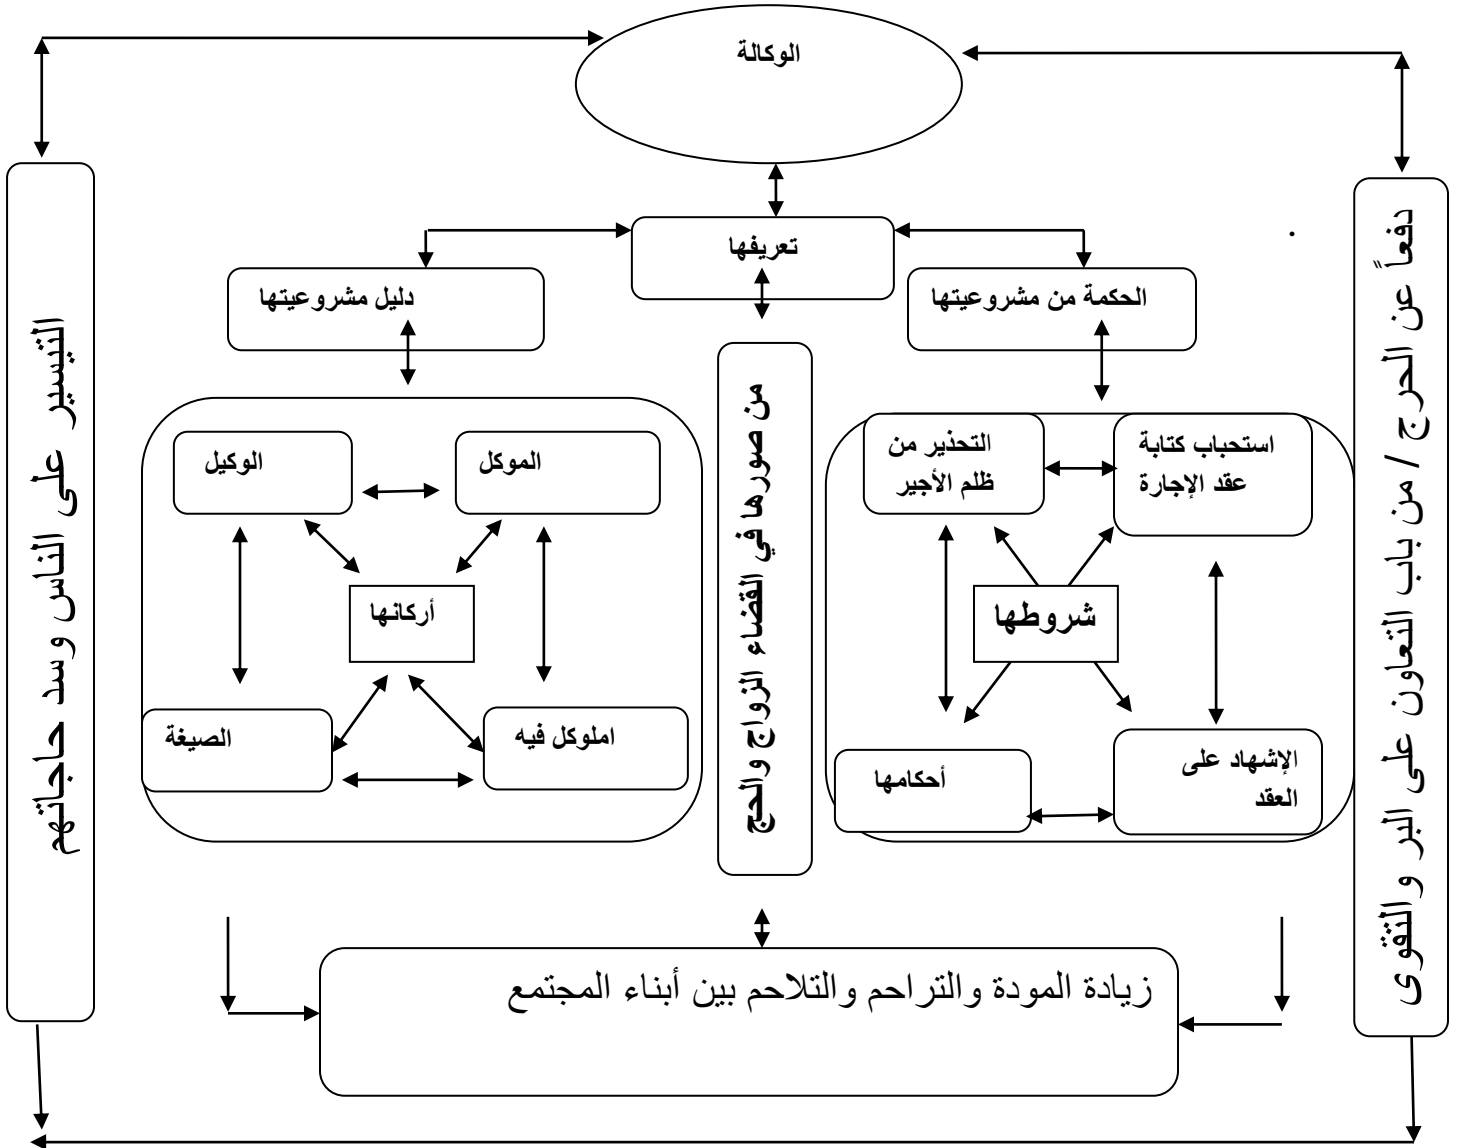 الوكالة
تعريفها
الحكمة من مشروعيتها
دليل مشروعيتها
دفعاً عن الحرج / من باب التعاون على البر والتقوى
استحباب كتابة
عقد الإجارة
التحذير من
ظلم الأجير
شروطها
الإشهاد على
العقد
أحكامها
من صورها في القضاء الزواج والحج
الموكل
الوكيل
أركانها
املوكل فيه
الصيغة
التيسير على الناس وسد حاجاتهم
زيادة المودة والتراحم والتلاحم بين أبناء المجتمع
.